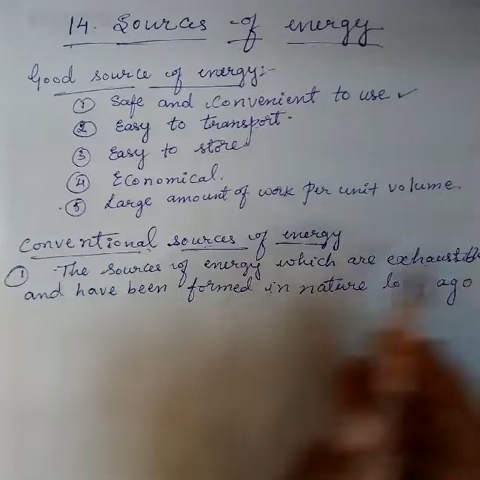 14. Sources of energy
Good source of energy:-
① Safe and convenient to use ✓
② Easy to transport.
③ Easy to store.
④ Economical.
⑤ Large amount of work per unit volume.
Conventional sources of energy
① The sources of energy which are
and have been formed in nature ago